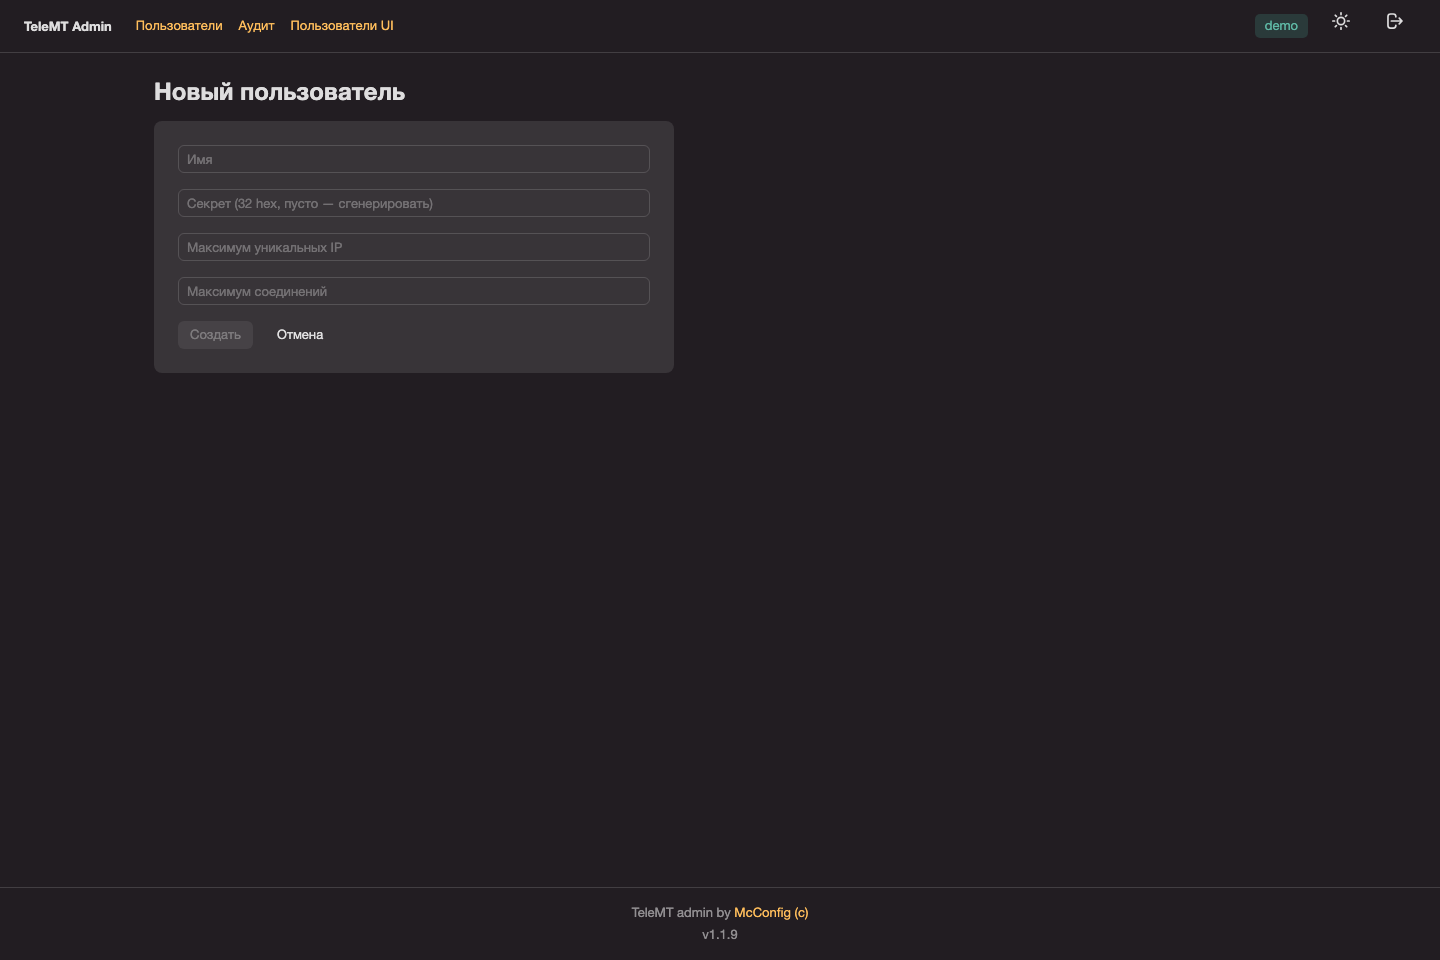 TeleMT Admin Пользователи Аудит Пользователи UI demo
Новый пользователь
Имя
Секрет (32 hex, пусто — сгенерировать)
Максимум уникальных IP
Максимум соединений
Создать Отмена
TeleMT admin by McConfig (c)
v1.1.9